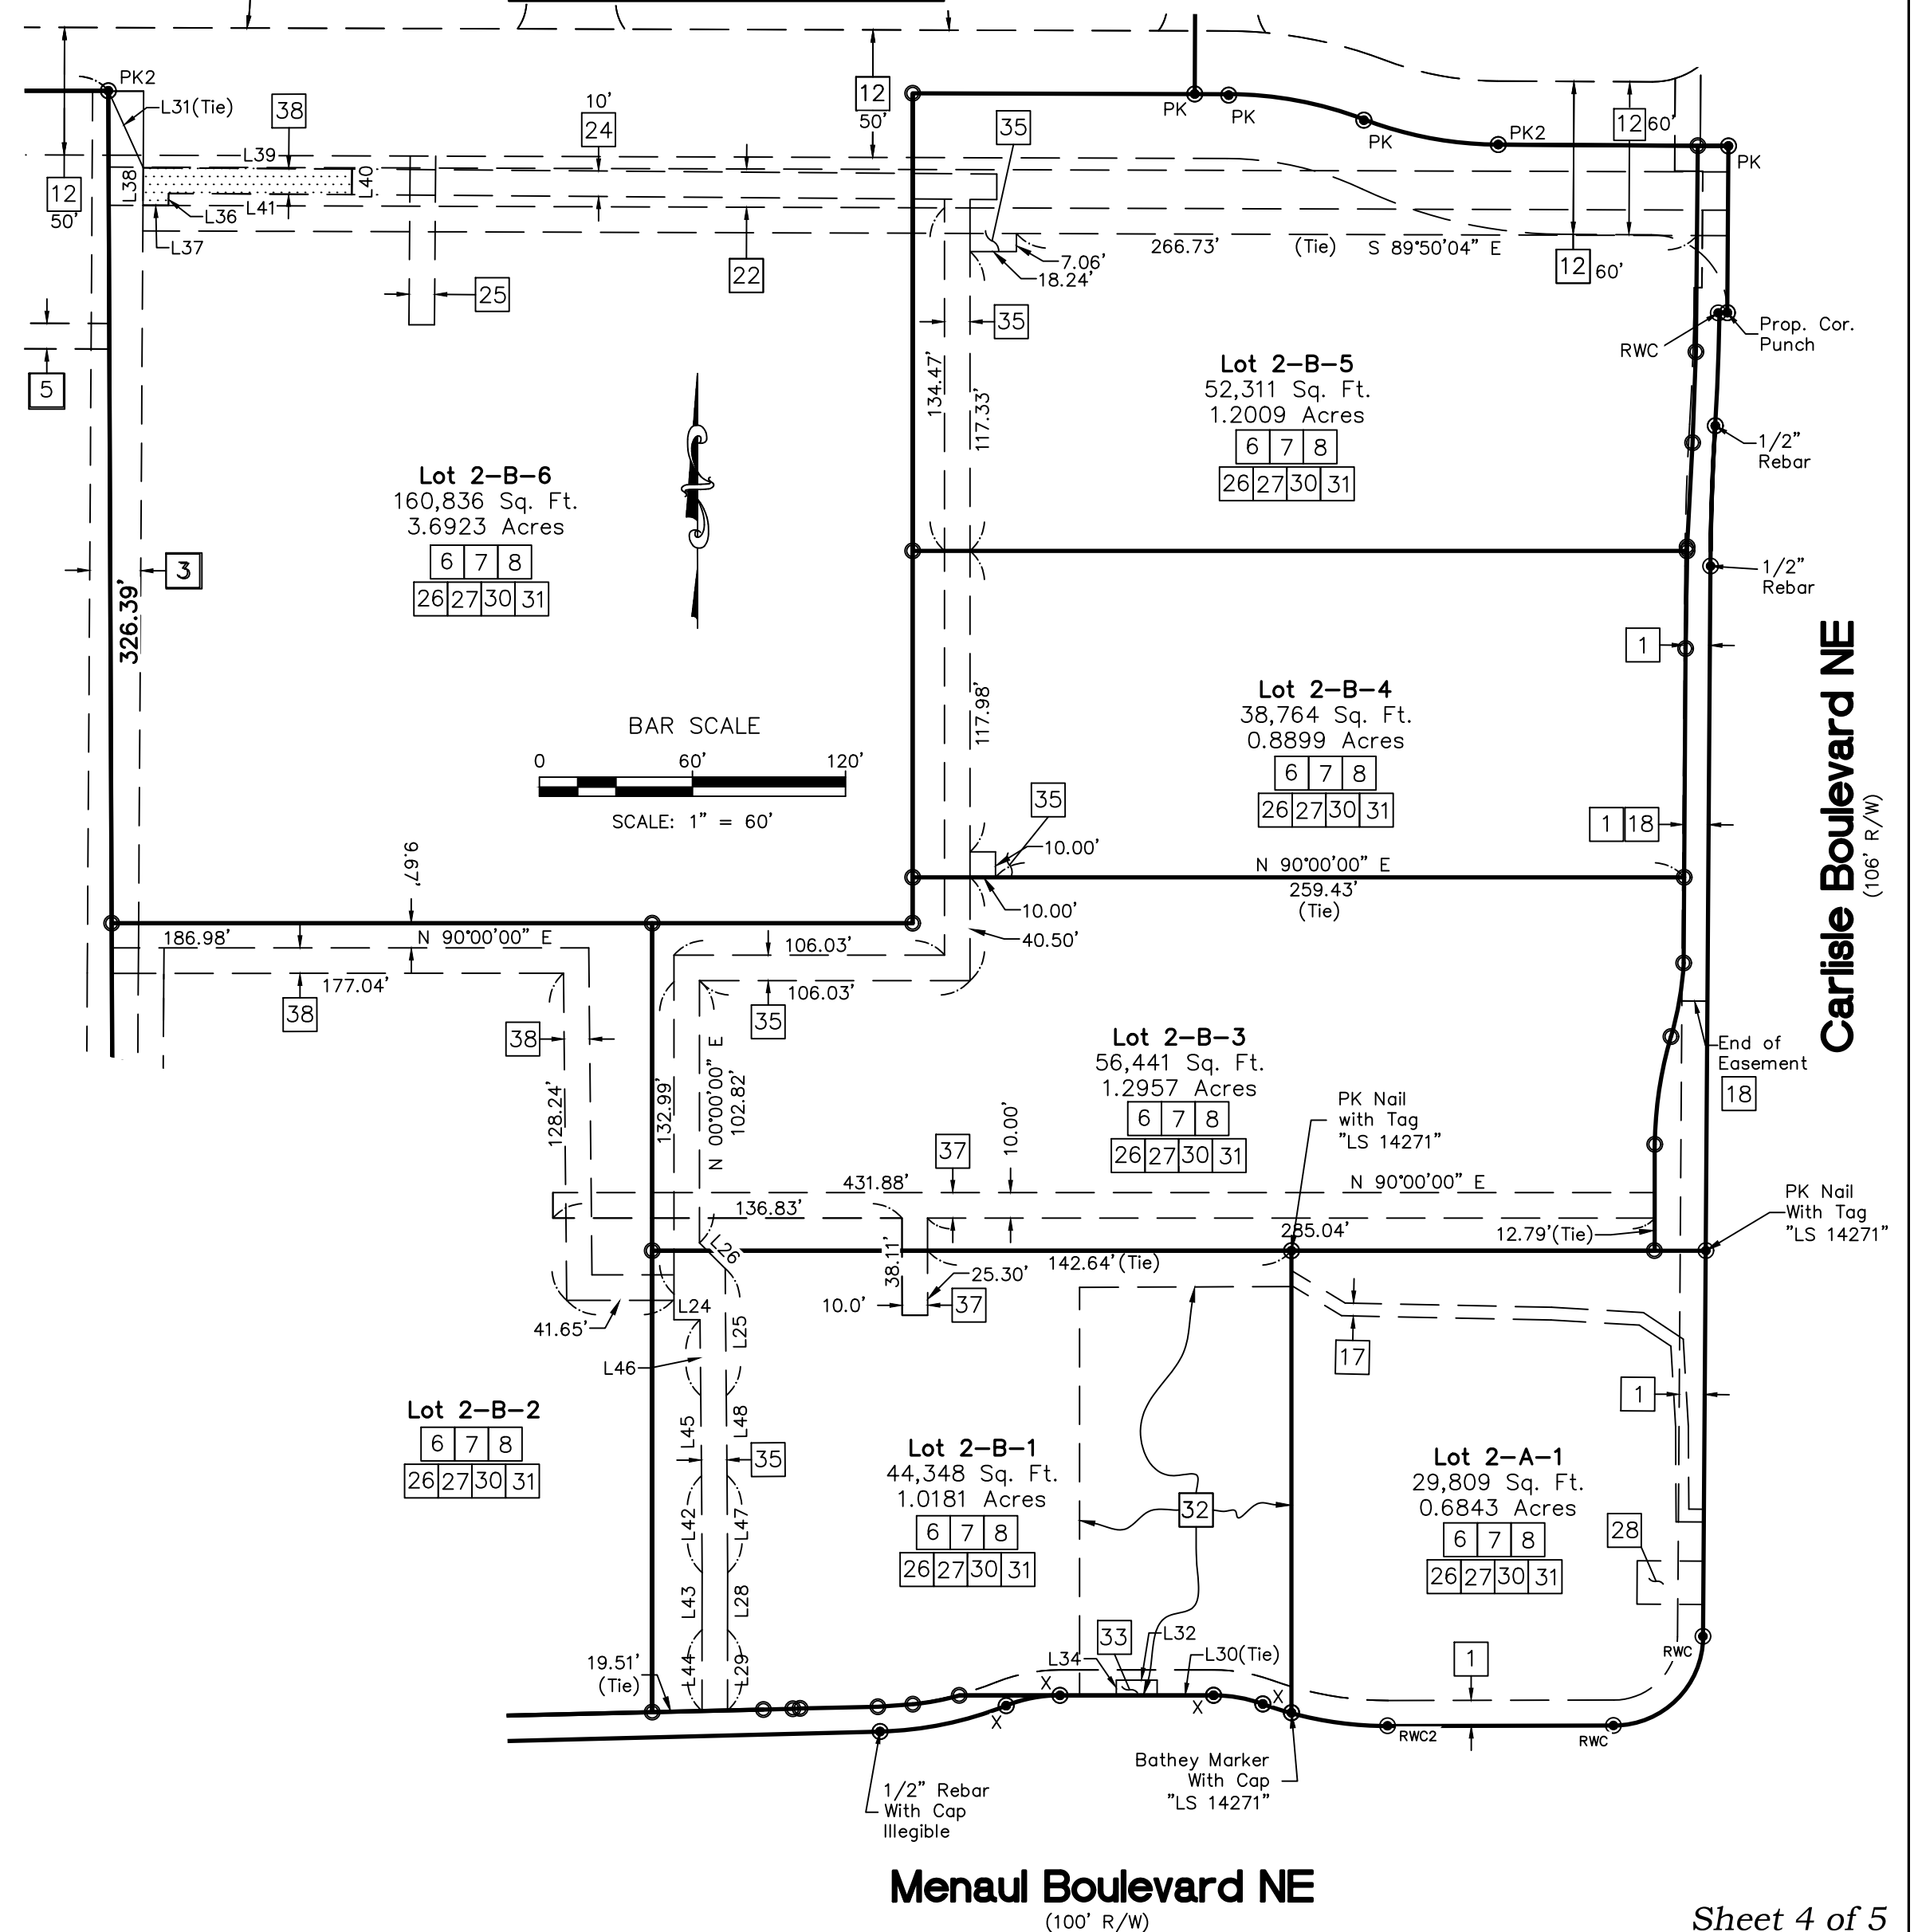 PK2
L31(Tie)
38
10'
24
12
50'
35
PK
PK
PK
PK2
12
60'
PK
L39
L38
L40
12
50'
L36
L41
L37
22
25
7.06'
18.24'
266.73'
(Tie)
S 89°50'04" E
12
60'
35
5
RWC
Prop. Cor.
Punch
134.47'
117.33'
Lot 2-B-5
52,311 Sq. Ft.
1.2009 Acres
6 7 8
26 27 30 31
1/2"
Rebar
Lot 2-B-6
160,836 Sq. Ft.
3.6923 Acres
6 7 8
26 27 30 31
3
326.39'
1/2"
Rebar
1
Lot 2-B-4
38,764 Sq. Ft.
0.8899 Acres
6 7 8
26 27 30 31
117.98'
BAR SCALE
0 60' 120'
SCALE: 1" = 60'
Carlisle Boulevard NE
(106' R/W)
35
1 18
10.00'
N 90°00'00" E
259.43'
(Tie)
10.00'
40.50'
9.67'
186.98'
N 90°00'00" E
177.04'
38
106.03'
106.03'
35
38
128.24'
132.99'
N 00°00'00" E
102.82'
Lot 2-B-3
56,441 Sq. Ft.
1.2957 Acres
6 7 8
26 27 30 31
End of
Easement
18
PK Nail
with Tag
"LS 14271"
37
10.00'
431.88'
N 90°00'00" E
136.83'
285.04'
12.79'(Tie)
PK Nail
With Tag
"LS 14271"
L26
38.11'
142.64'(Tie)
25.30'
10.0'
37
L24
41.65'
L25
L46
17
1
Lot 2-B-2
6 7 8
26 27 30 31
L45
L48
35
Lot 2-B-1
44,348 Sq. Ft.
1.0181 Acres
6 7 8
26 27 30 31
32
Lot 2-A-1
29,809 Sq. Ft.
0.6843 Acres
6 7 8
26 27 30 31
28
L42
L47
L43
L28
L44
L29
19.51'
(Tie)
33
L32
L34
L30(Tie)
1
RWC
X
X
X
X
RWC2
RWC
Bathey Marker
With Cap
"LS 14271"
1/2" Rebar
With Cap
Illegible
Menaul Boulevard NE
(100' R/W)
Sheet 4 of 5